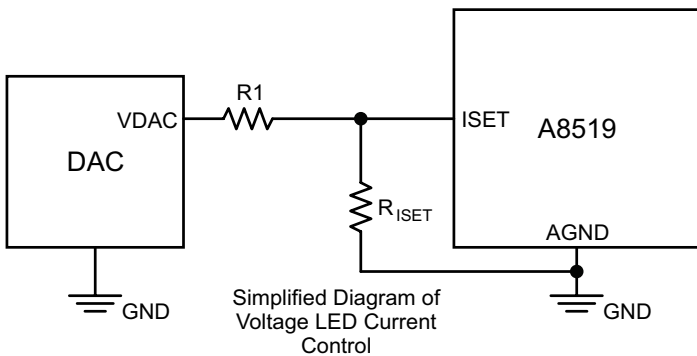 R1
VDAC
ISET
A8519
DAC
RISET
AGND
GND
Simplified Diagram of
Voltage LED Current
Control
GND